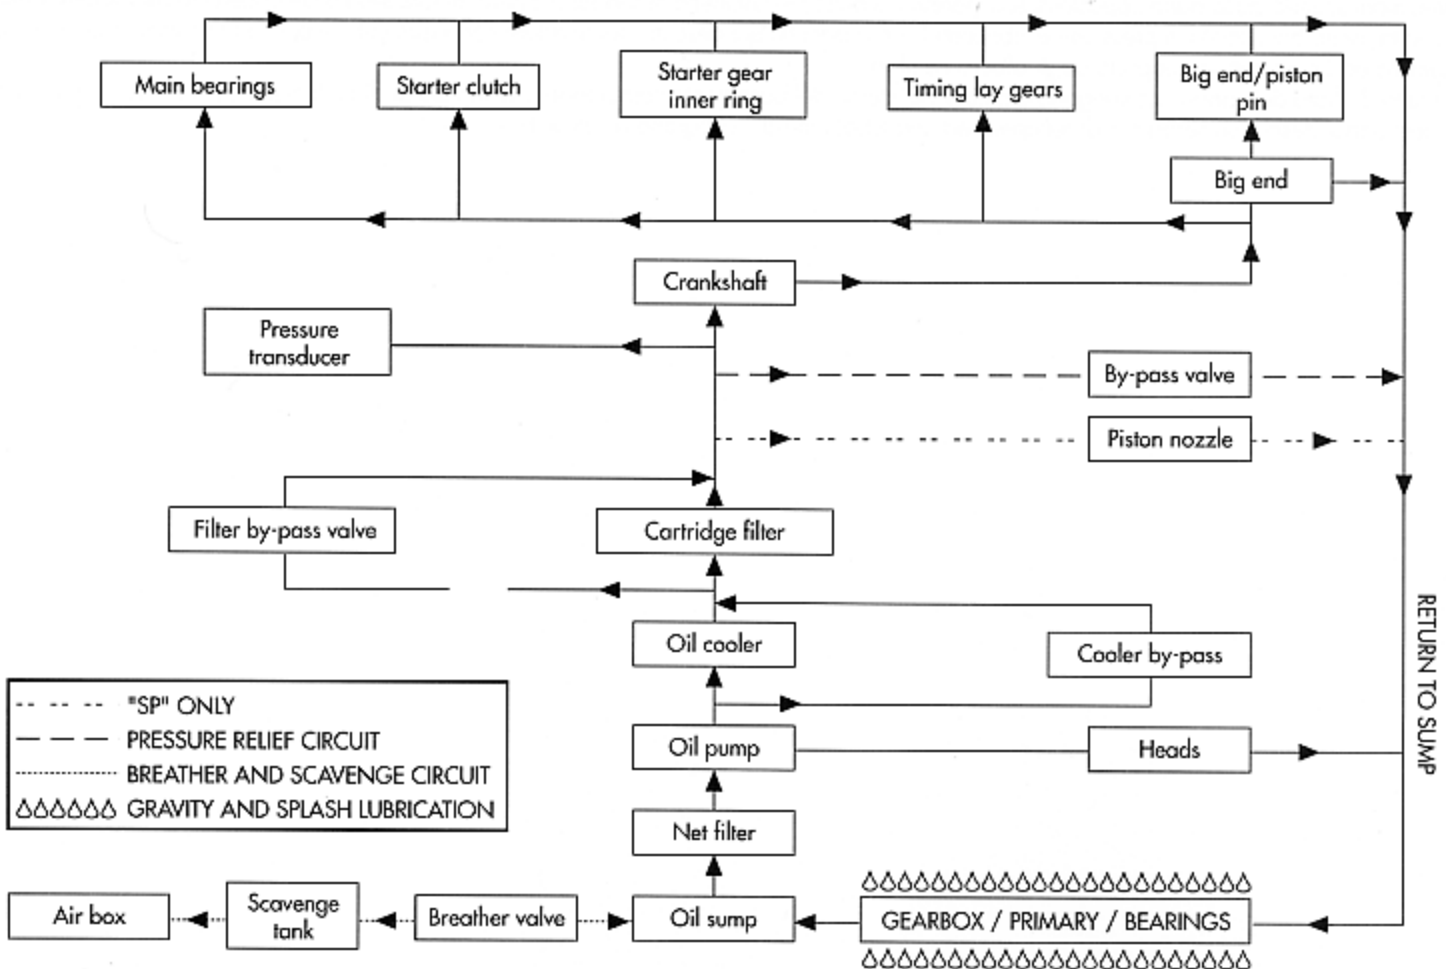 Main bearings
Starter clutch
Starter gear
inner ring
Timing lay gears
Big end/piston
pin
Big end
Crankshaft
Pressure
transducer
By-pass valve
Piston nozzle
Filter by-pass valve
Cartridge filter
Oil cooler
Cooler by-pass
RETURN TO SUMP
"SP" ONLY
PRESSURE RELIEF CIRCUIT
BREATHER AND SCAVENGE CIRCUIT
GRAVITY AND SPLASH LUBRICATION
Oil pump
Heads
Net filter
Air box
Scavenge
tank
Breather valve
Oil sump
GEARBOX / PRIMARY / BEARINGS